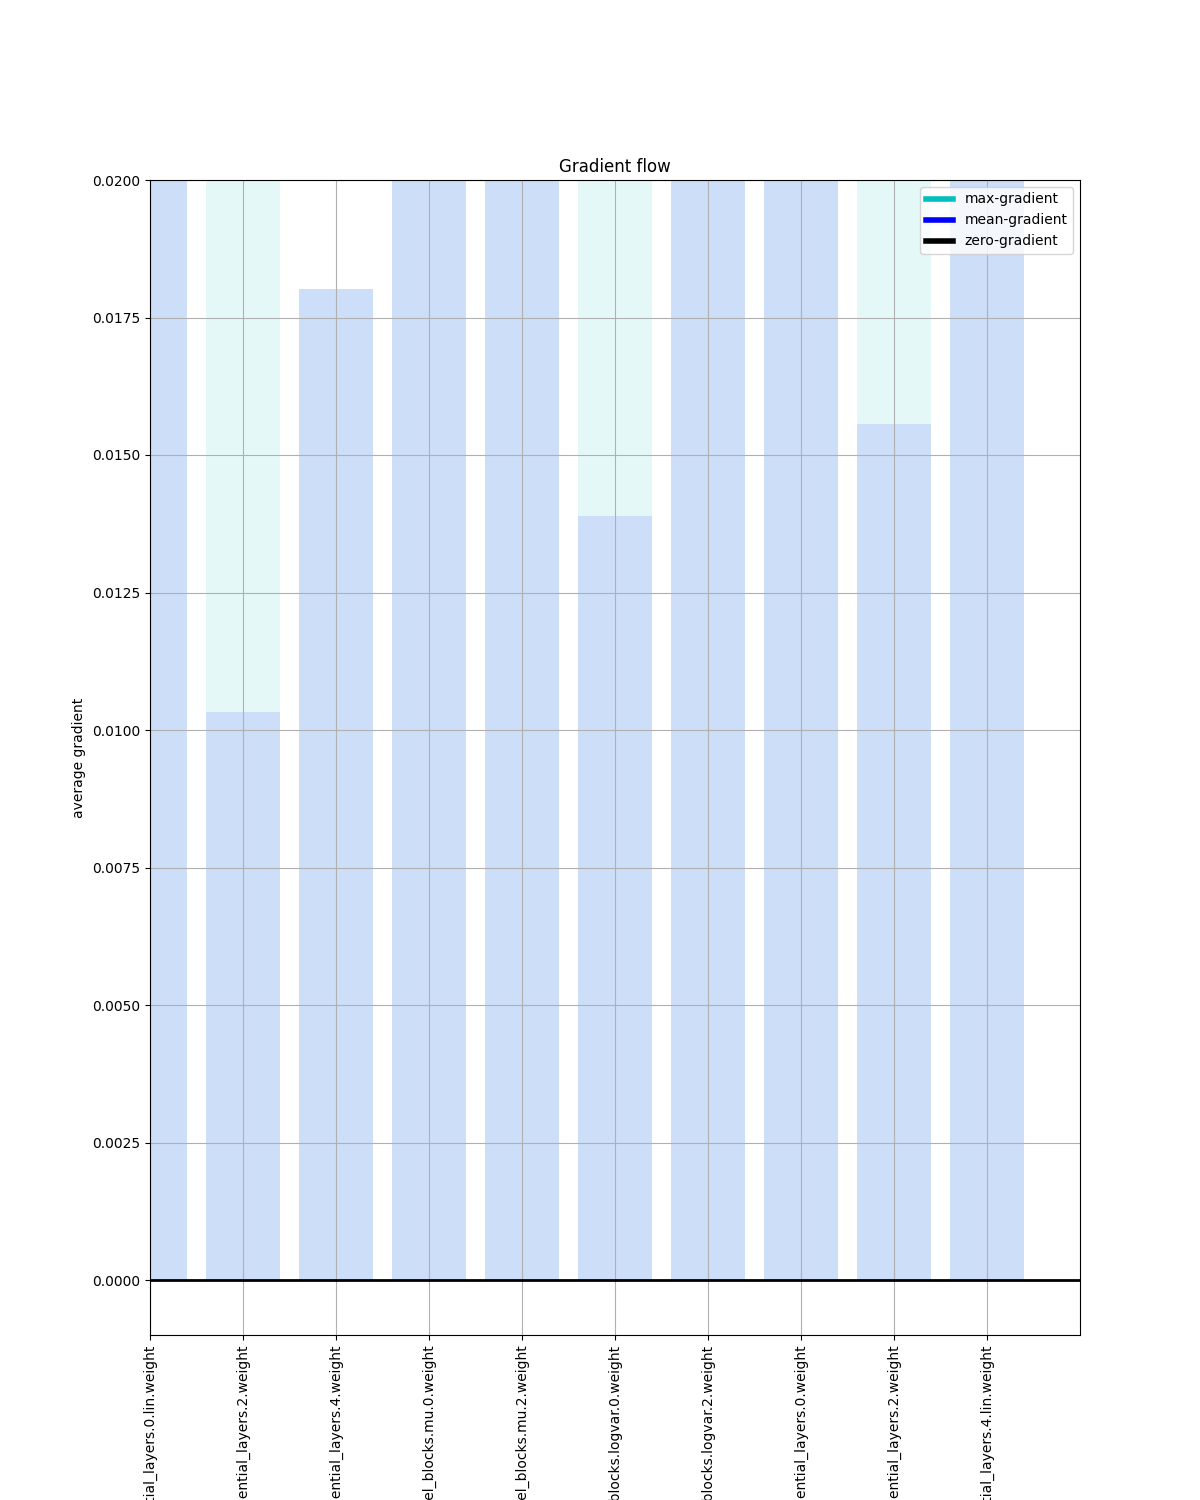 Gradient flow
max-gradient
mean-gradient
zero-gradient
average gradient
0.0200
0.0175
0.0150
0.0125
0.0100
0.0075
0.0050
0.0025
0.0000
tial_layers.0.lin.weight
ential_layers.2.weight
ential_layers.4.weight
el_blocks.mu.0.weight
el_blocks.mu.2.weight
blocks.logvar.0.weight
blocks.logvar.2.weight
ential_layers.0.weight
ential_layers.2.weight
tial_layers.4.lin.weight